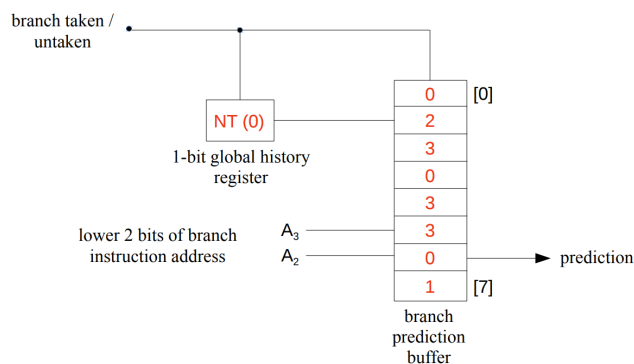 branch taken /
untaken
0 [0]
NT (0)
2
1-bit global history
register
3
0
3
lower 2 bits of branch
instruction address
A3
3
A2
0
prediction
1 [7]
branch
prediction
buffer